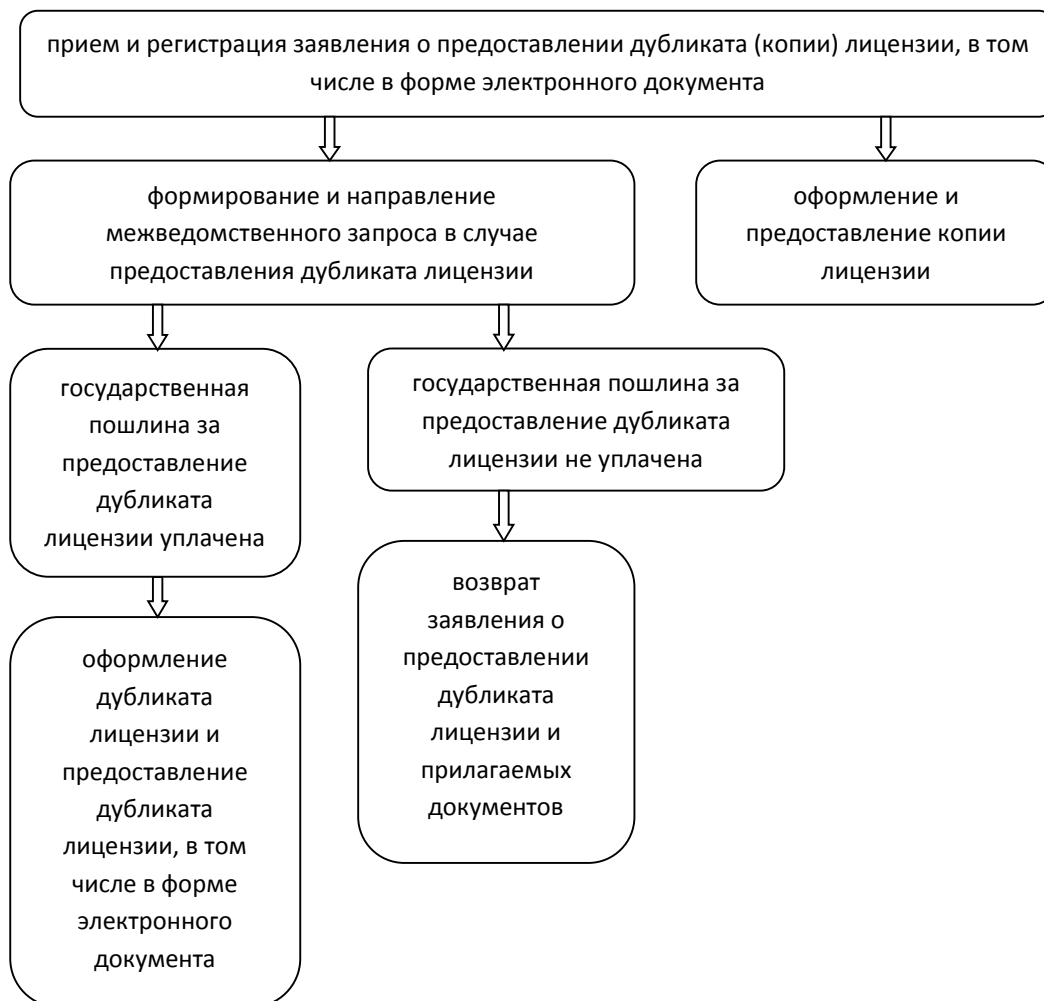 прием и регистрация заявления о предоставлении дубликата (копии) лицензии, в том
числе в форме электронного документа
формирование и направление
межведомственного запроса в случае
предоставления дубликата лицензии
оформление и
предоставление копии
лицензии
государственная
пошлина за
предоставление
дубликата
лицензии уплачена
государственная пошлина за
предоставление дубликата
лицензии не уплачена
оформление
дубликата
лицензии и
предоставление
дубликата
лицензии, в том
числе в форме
электронного
документа
возврат
заявления о
предоставлении
дубликата
лицензии и
прилагаемых
документов